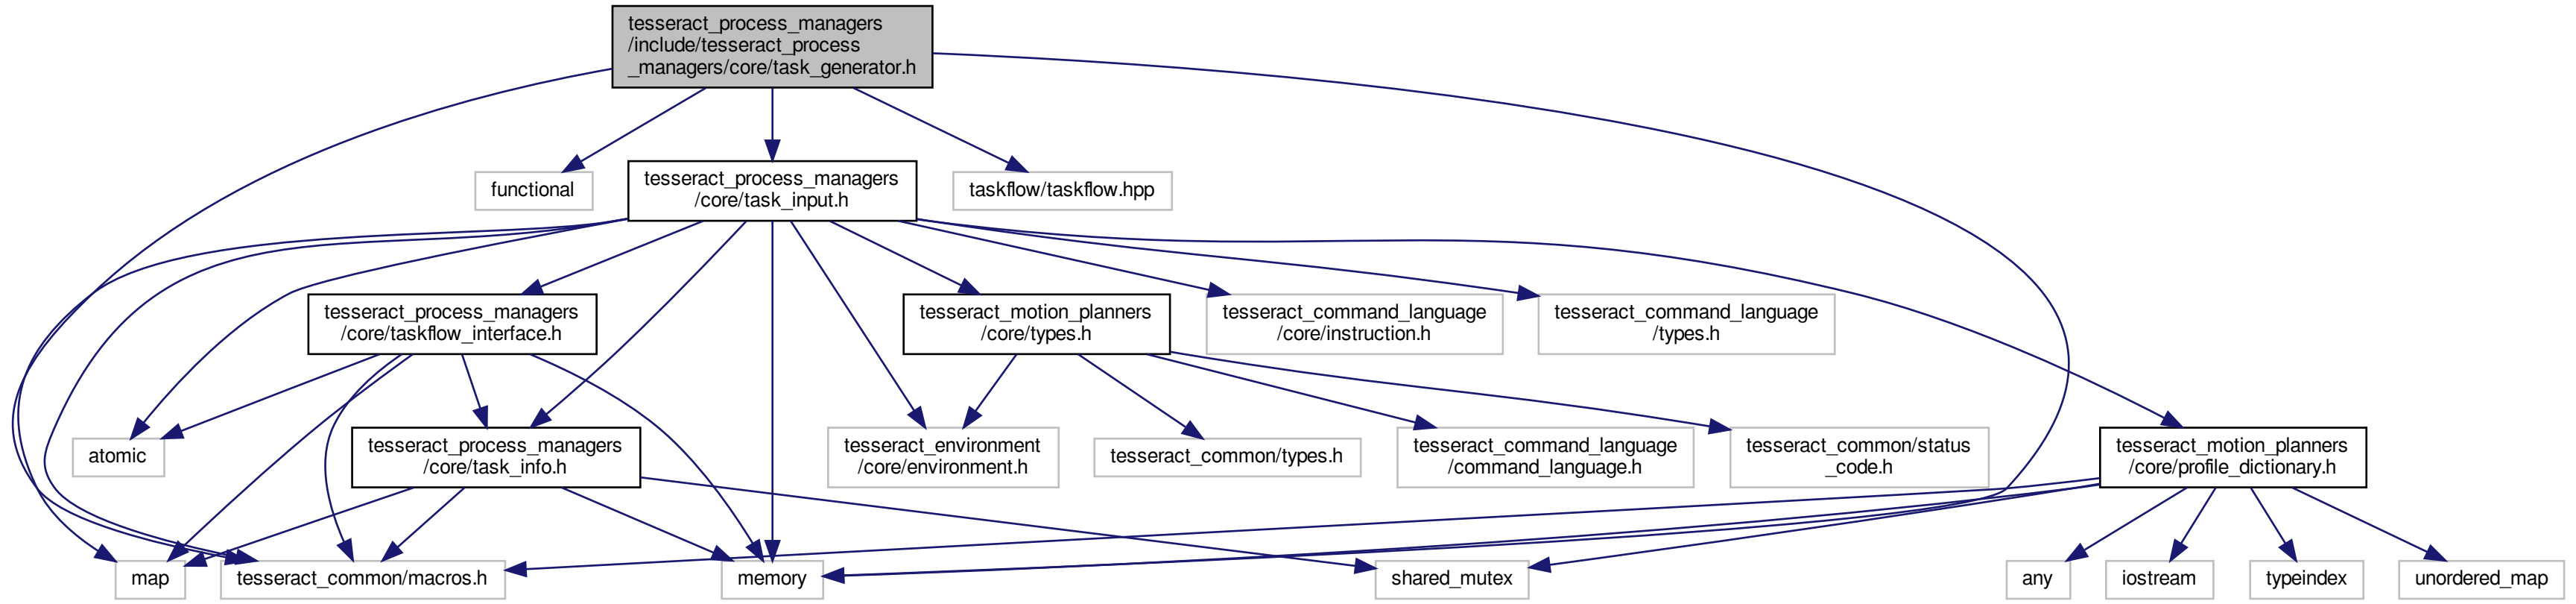 tesseract_process_managers
/include/tesseract_process
_managers/core/task_generator.h
functional
tesseract_process_managers
/core/task_input.h
taskflow/taskflow.hpp
tesseract_process_managers
/core/taskflow_interface.h
tesseract_motion_planners
/core/types.h
tesseract_command_language
/core/instruction.h
tesseract_command_language
/types.h
atomic
tesseract_process_managers
/core/task_info.h
tesseract_environment
/core/environment.h
tesseract_common/types.h
tesseract_command_language
/command_language.h
tesseract_common/status
_code.h
tesseract_motion_planners
/core/profile_dictionary.h
map
tesseract_common/macros.h
memory
shared_mutex
any
iostream
typeindex
unordered_map